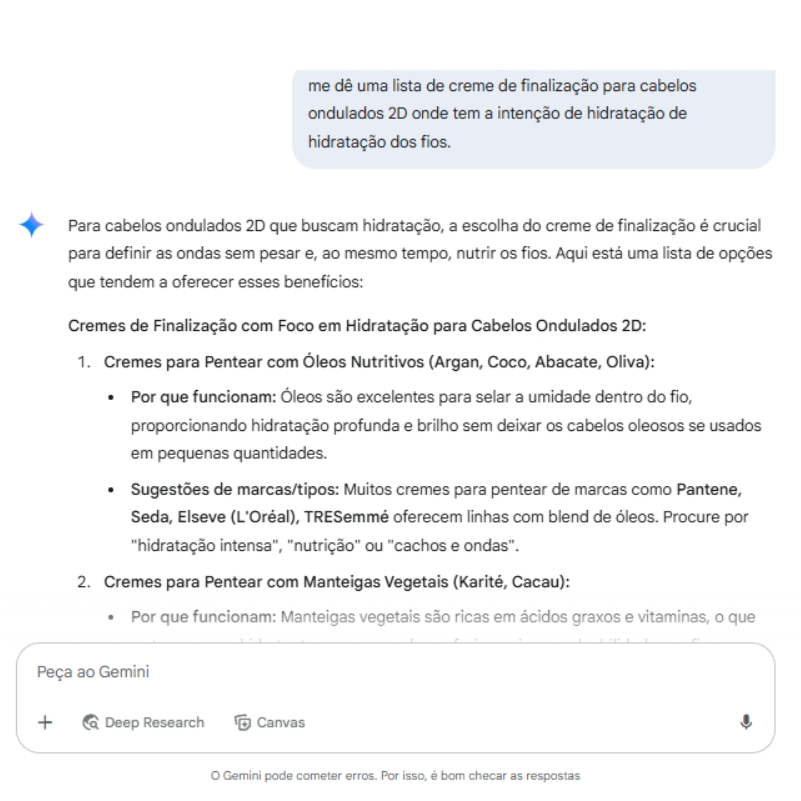 me dê uma lista de creme de finalização para cabelos
ondulados 2D onde tem a intenção de hidratação de
hidratação dos fios.
Para cabelos ondulados 2D que buscam hidratação, a escolha do creme de finalização é crucial
para definir as ondas sem pesar e, ao mesmo tempo, nutrir os fios. Aqui está uma lista de opções
que tendem a oferecer esses benefícios:
Cremes de Finalização com Foco em Hidratação para Cabelos Ondulados 2D:
1. Cremes para Pentear com Óleos Nutritivos (Argan, Coco, Abacate, Oliva):
• Por que funcionam: Óleos são excelentes para selar a umidade dentro do fio,
proporcionando hidratação profunda e brilho sem deixar os cabelos oleosos se usados
em pequenas quantidades.
• Sugestões de marcas/tipos: Muitos cremes para pentear de marcas como Pantene,
Seda, Elseve (L'Oréal), TRESemmé oferecem linhas com blend de óleos. Procure por
"hidratação intensa", "nutrição" ou "cachos e ondas".
2. Cremes para Pentear com Manteigas Vegetais (Karité, Cacau):
• Por que funcionam: Manteigas vegetais são ricas em ácidos graxos e vitaminas, o que
Peça ao Gemini
Deep Research
Canvas
O Gemini pode cometer erros. Por isso, é bom checar as respostas